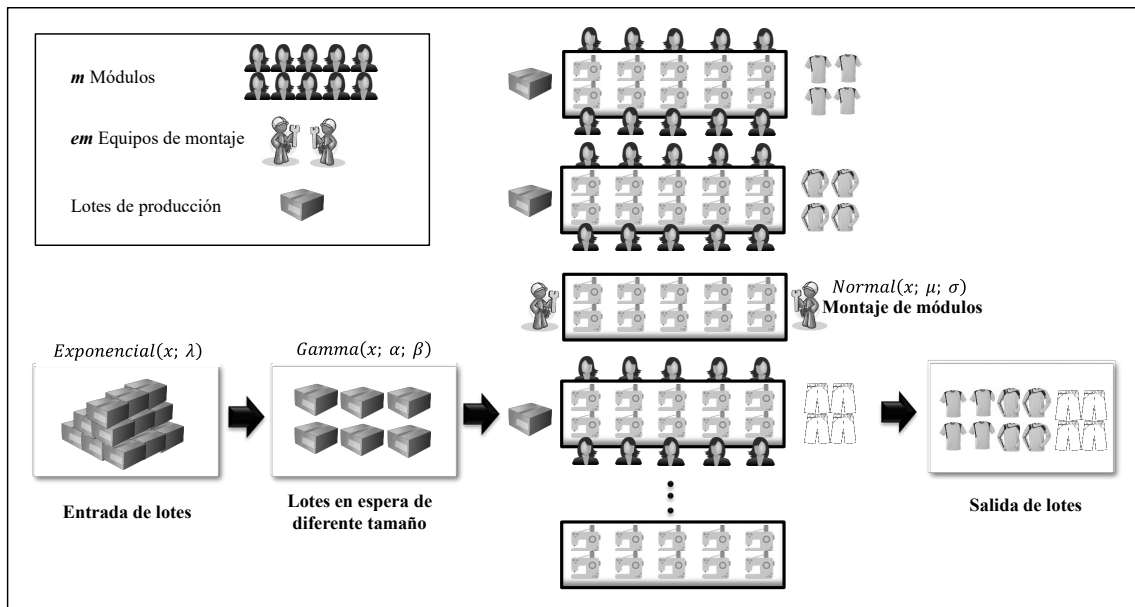 m Módulos
em Equipos de montaje
Lotes de producción
Normal(x; μ; σ)
Montaje de módulos
Exponencial(x; λ)
Gamma(x; α; β)
Entrada de lotes
Lotes en espera de
diferente tamaño
Salida de lotes